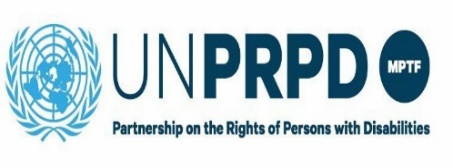 UNPRPD MPTF
Partnership on the Rights of Persons with Disabilities